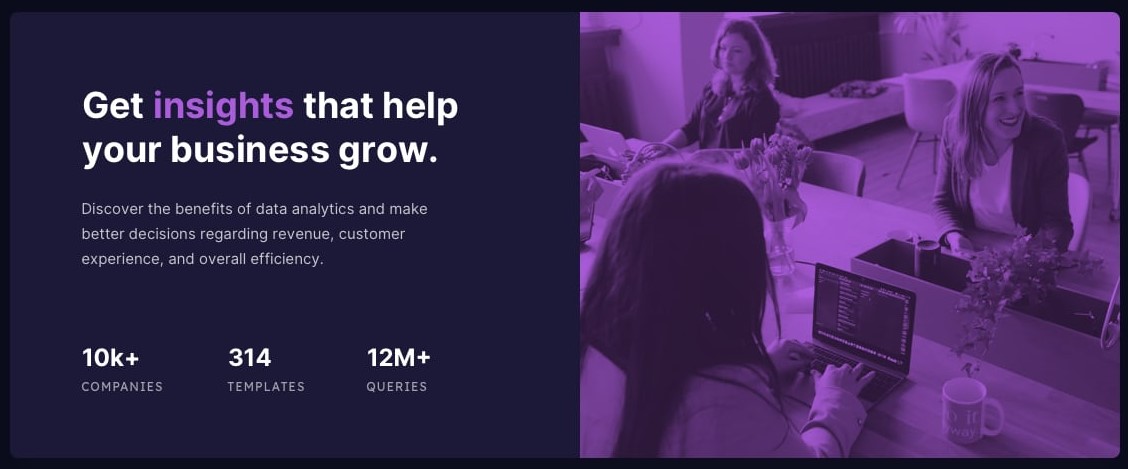 Get insights that help
your business grow.
Discover the benefits of data analytics and make
better decisions regarding revenue, customer
experience, and overall efficiency.
10k+ 314 12M+
COMPANIES TEMPLATES QUERIES